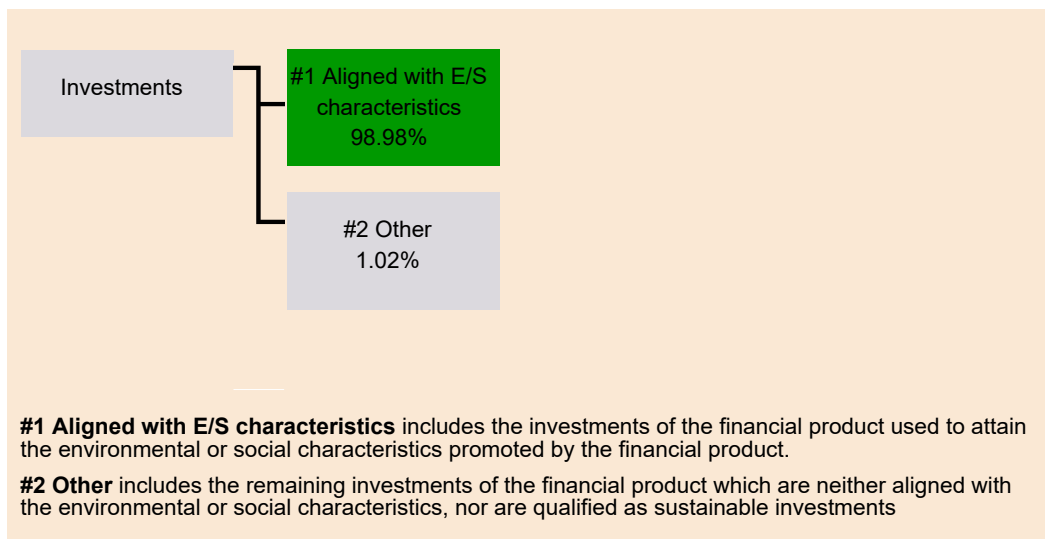 Investments
#1 Aligned with E/S
characteristics
98.98%
#2 Other
1.02%
#1 Aligned with E/S characteristics includes the investments of the financial product used to attain
the environmental or social characteristics promoted by the financial product.
#2 Other includes the remaining investments of the financial product which are neither aligned with
the environmental or social characteristics, nor are qualified as sustainable investments